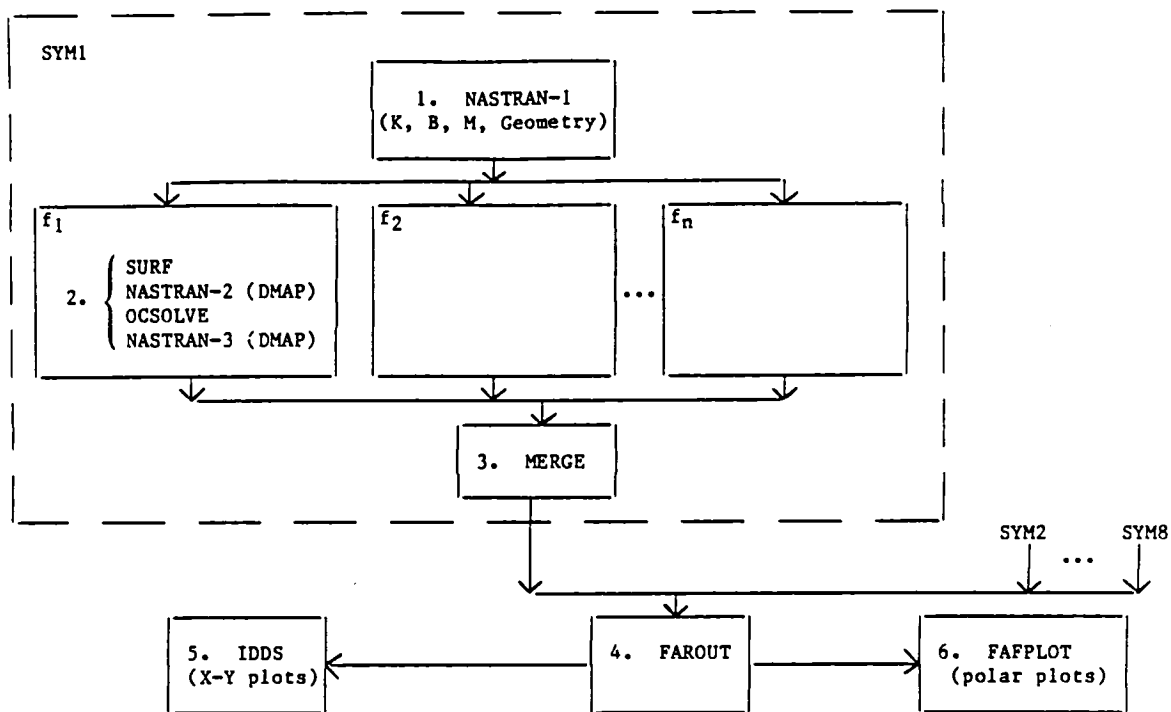 SYM1
1. NASTRAN-1
(K, B, M, Geometry)
f1
f2
fn
2.
SURF
NASTRAN-2 (DMAP)
OCSOLVE
NASTRAN-3 (DMAP)
...
3. MERGE
SYM2 ... SYM8
5. IDDS
(X-Y plots)
4. FAROUT
6. FAFPLOT
(polar plots)